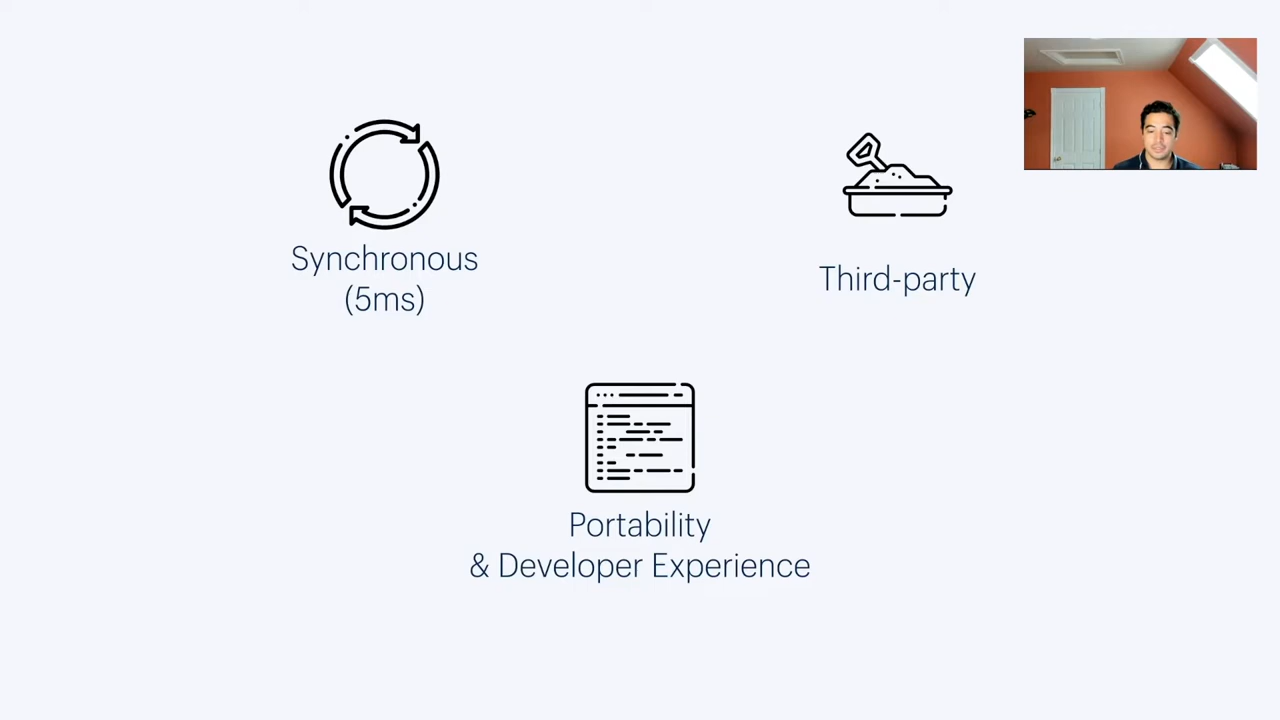 Synchronous
(5ms)
Third-party
Portability
& Developer Experience